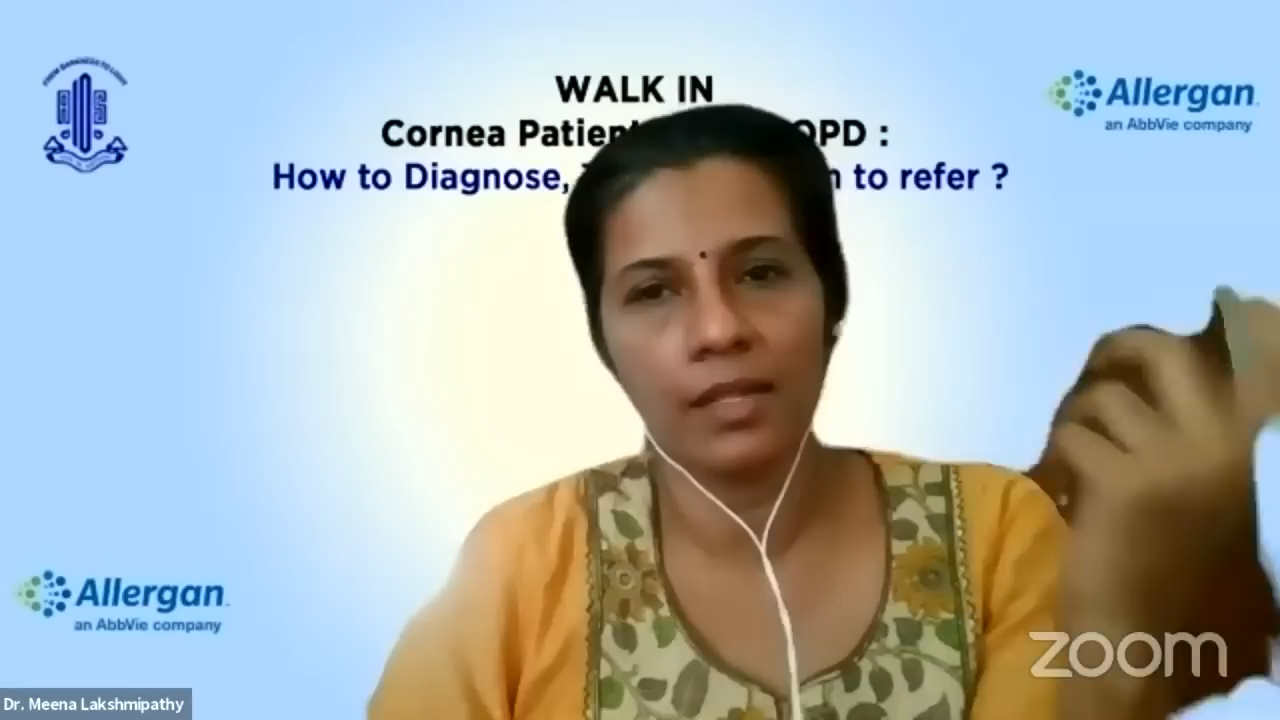 WALK IN
Cornea Patien OPD :
How to Diagnose, n to refer ?
Allergan
an AbbVie company
Allergan
an AbbVie company
zoom
Dr. Meena Lakshmipathy